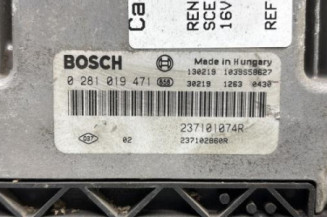 Ca
REN
SCE
16V
REF
BOSCH
Made in Hungary
130219 1039S59627
0 281 019 471
30219 1263 0430
237101074R
02
237102860R